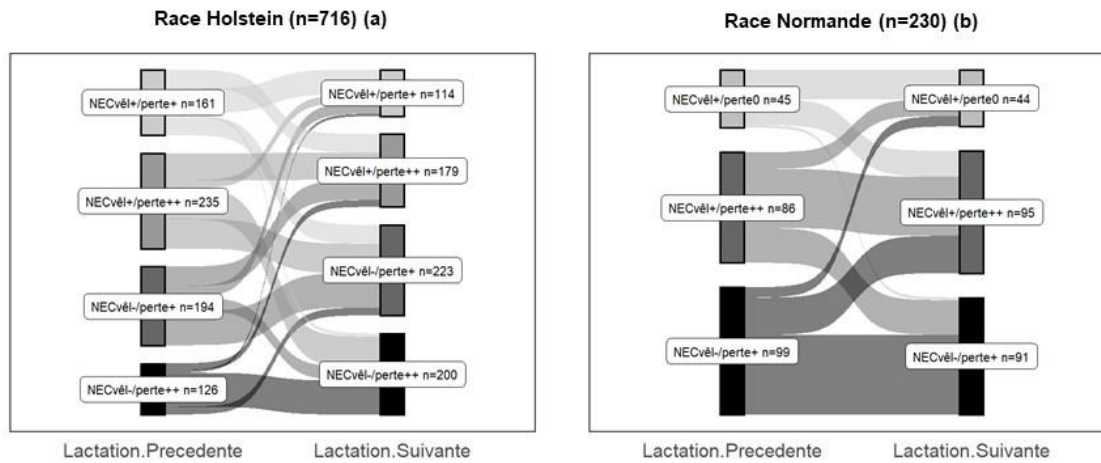 Race Holstein (n=716) (a)
NECvêl+/perte+ n=161
NECvêl+/perte++ n=235
NECvêl-/perte+ n=194
NECvêl-/perte++ n=126
NECvêl+/perte+ n=114
NECvêl+/perte++ n=179
NECvêl-/perte+ n=223
NECvêl-/perte++ n=200
Lactation.Precedente
Lactation.Suivante
Race Normande (n=230) (b)
NECvêl+/perte0 n=45
NECvêl+/perte++ n=86
NECvêl-/perte+ n=99
NECvêl+/perte0 n=44
NECvêl+/perte++ n=95
NECvêl-/perte+ n=91
Lactation.Precedente
Lactation.Suivante